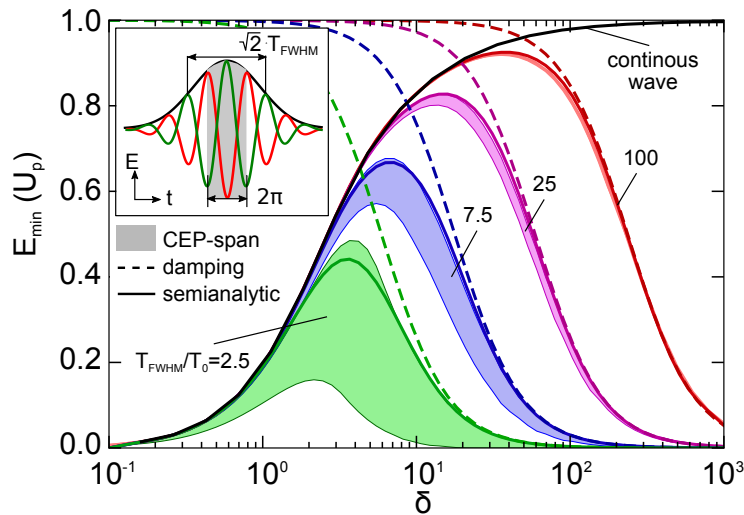 1.0
0.8
0.6
0.4
0.2
0.0
E_min (U_p)
√2 T_FWHM
E
t
2π
CEP-span
damping
semianalytic
T_FWHM/T_0=2.5
7.5
25
100
continous
wave
10^-1
10^0
10^1
10^2
10^3
δ